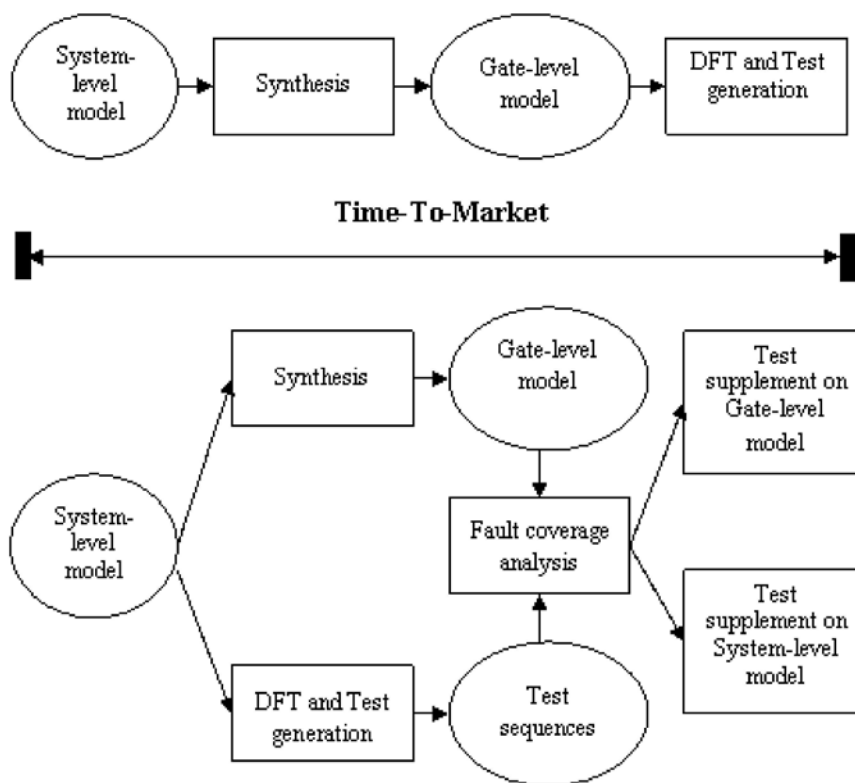 System-
level
model
Synthesis
Gate-level
model
DFT and Test
generation
Time-To-Market
Synthesis
Gate-level
model
Test
supplement on
Gate-level
model
System-
level
model
Fault coverage
analysis
DFT and Test
generation
Test
sequences
Test
supplement on
System-level
model